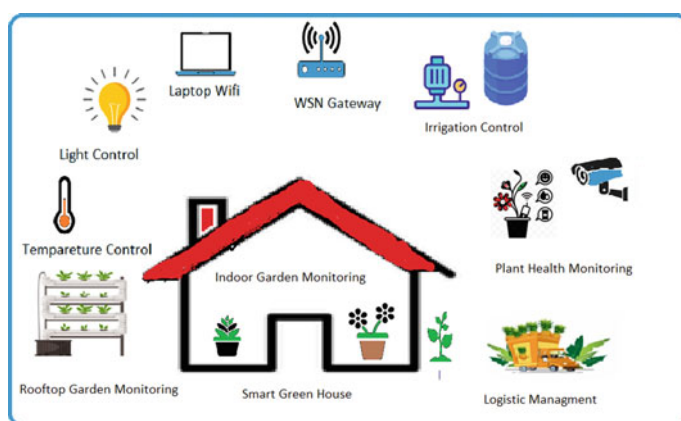 Laptop Wifi
WSN Gateway
Irrigation Control
Light Control
Tempareture Control
Indoor Garden Monitoring
Plant Health Monitoring
Rooftop Garden Monitoring
Smart Green House
Logistic Managment